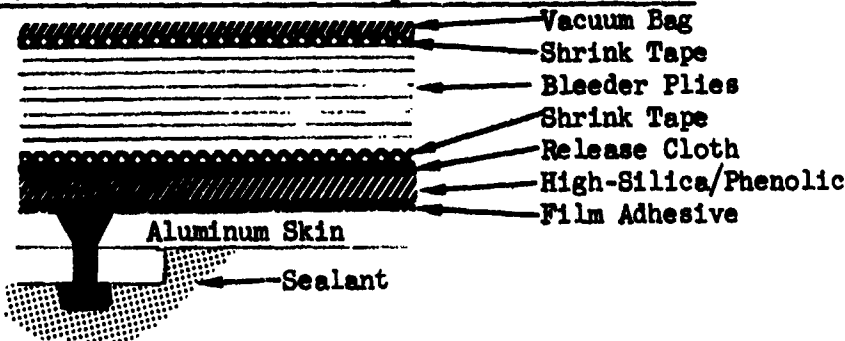 Vacuum Bag
Shrink Tape
Bleeder Plies
Shrink Tape
Release Cloth
High-Silica/Phenolic
Film Adhesive
Aluminum Skin
Sealant